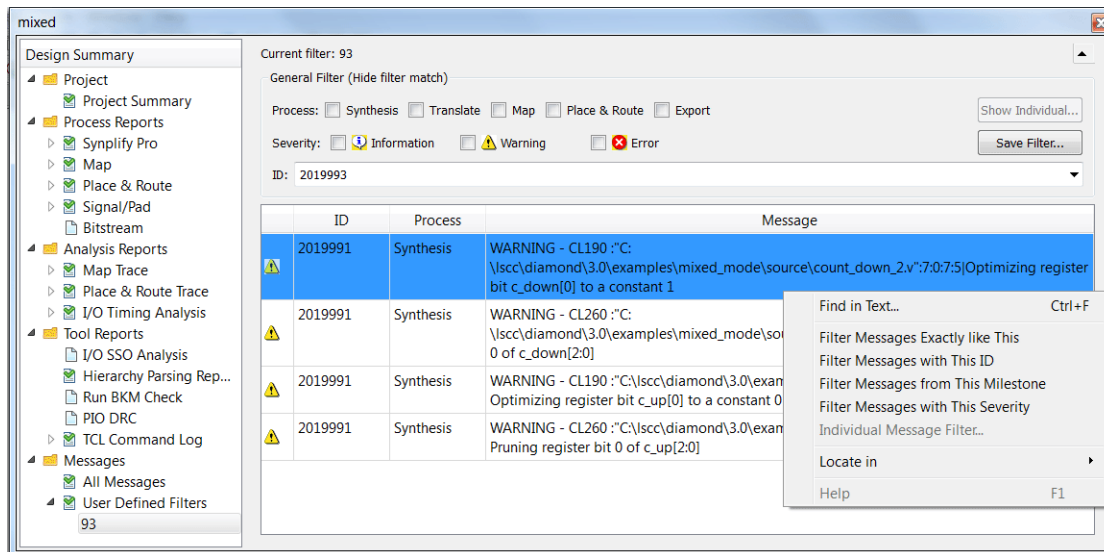 mixed
Design Summary
Project
Project Summary
Process Reports
Synplify Pro
Map
Place & Route
Signal/Pad
Bitstream
Analysis Reports
Map Trace
Place & Route Trace
I/O Timing Analysis
Tool Reports
I/O SSO Analysis
Hierarchy Parsing Rep...
Run BKM Check
PIO DRC
TCL Command Log
Messages
All Messages
User Defined Filters
93
Current filter: 93
General Filter (Hide filter match)
Process: Synthesis Translate Map Place & Route Export
Show Individual...
Severity: Information Warning Error
Save Filter...
ID: 2019993
ID Process Message
2019991 Synthesis WARNING - CL190 :"C:
\lscc\diamond\3.0\examples\mixed_mode\source\count_down_2.v":7:0:7:5|Optimizing register
bit c_down[0] to a constant 1
2019991 Synthesis WARNING - CL260 :"C:
\lscc\diamond\3.0\examples\mixed_mode\sou
0 of c_down[2:0]
2019991 Synthesis WARNING - CL190 :"C:\lscc\diamond\3.0\exam
Optimizing register bit c_up[0] to a constant 0
2019991 Synthesis WARNING - CL260 :"C:\lscc\diamond\3.0\exam
Pruning register bit 0 of c_up[2:0]
Find in Text... Ctrl+F
Filter Messages Exactly like This
Filter Messages with This ID
Filter Messages from This Milestone
Filter Messages with This Severity
Individual Message Filter...
Locate in
Help F1